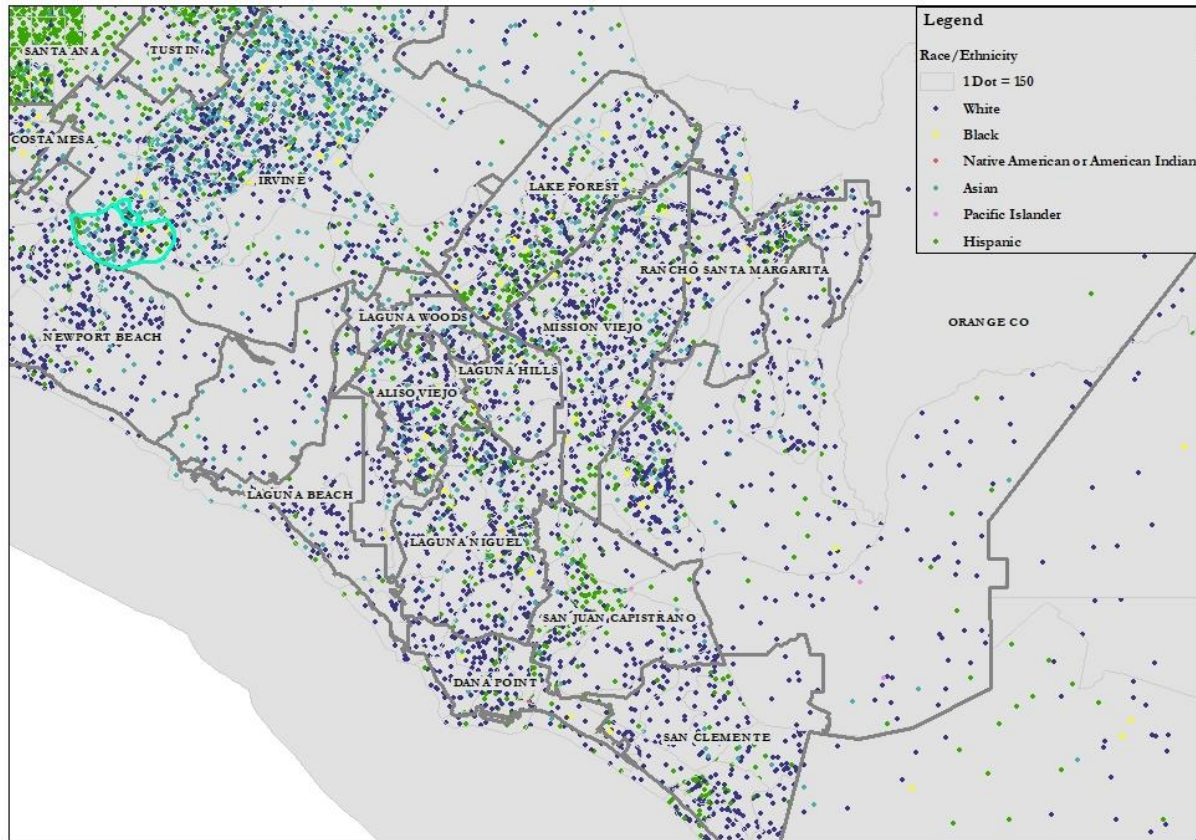 Legend
Race/Ethnicity
1 Dot = 150
White
Black
Native American or American Indian
Asian
Pacific Islander
Hispanic
SANTA ANA
TUSTIN
COSTA MESA
IRVINE
LAKE FOREST
RANCHO SANTA MARGARITA
LAGUNA WOODS
MISSION VIEJO
ORANGE CO
NEWPORT BEACH
LAGUNA HILLS
ALISO VIEJO
LAGUNA BEACH
LAGUNA NIGUEL
SAN JUAN CAPISTRANO
DANA POINT
SAN CLEMENTE